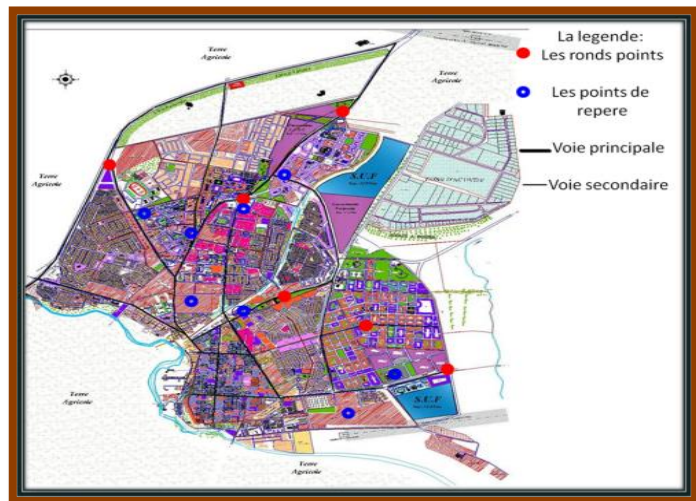 La legende:
Les ronds points
Les points de
repere
Voie principale
Voie secondaire
Terre
Agricole
Terre
Agricole
Terre
Agricole
S.U.F
S.U.F
Terre
Agricole
Terre
Agricole